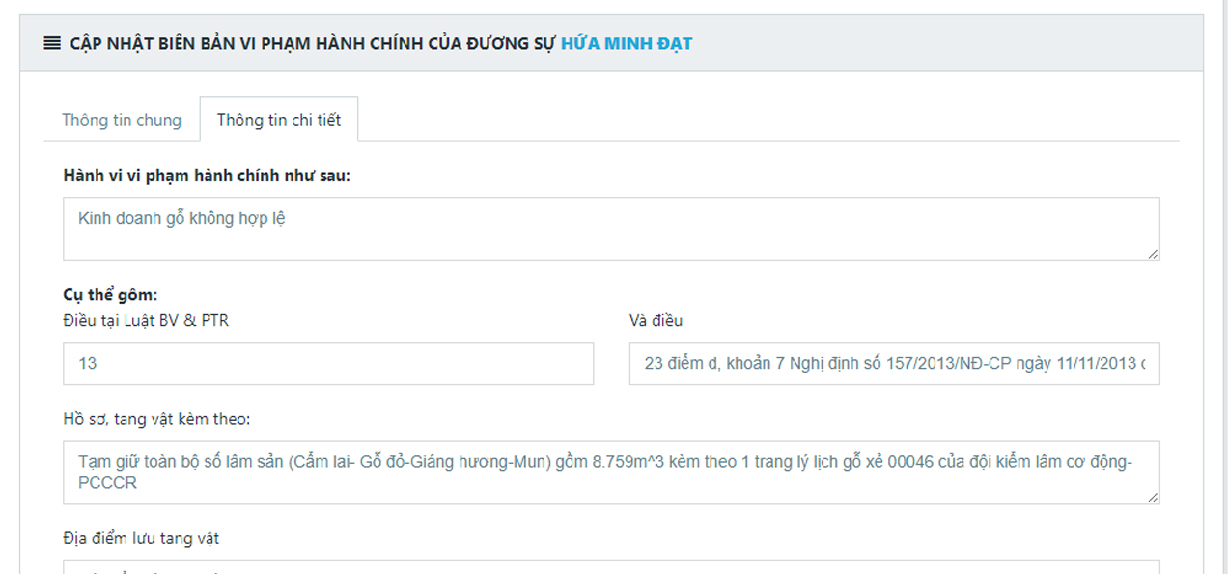 CẬP NHẬT BIÊN BẢN VI PHẠM HÀNH CHÍNH CỦA ĐƯƠNG SỰ HỨA MINH ĐẠT
Thông tin chung
Thông tin chi tiết
Hành vi vi phạm hành chính như sau:
Kinh doanh gỗ không hợp lệ
Cụ thể gồm:
Điều tại Luật BV & PTR
Và điều
13
23 điểm d, khoản 7 Nghị định số 157/2013/NĐ-CP ngày 11/11/2013
Hồ sơ, tang vật kèm theo:
Tạm giữ toàn bộ số lâm sản (Cẩm lai- Gỗ đỏ-Giáng hương-Mun) gồm 8.759m^3 kèm theo 1 trang lý lịch gỗ xẻ 00046 của đội kiểm lâm cơ động-
PCCCR
Địa điểm lưu tang vật